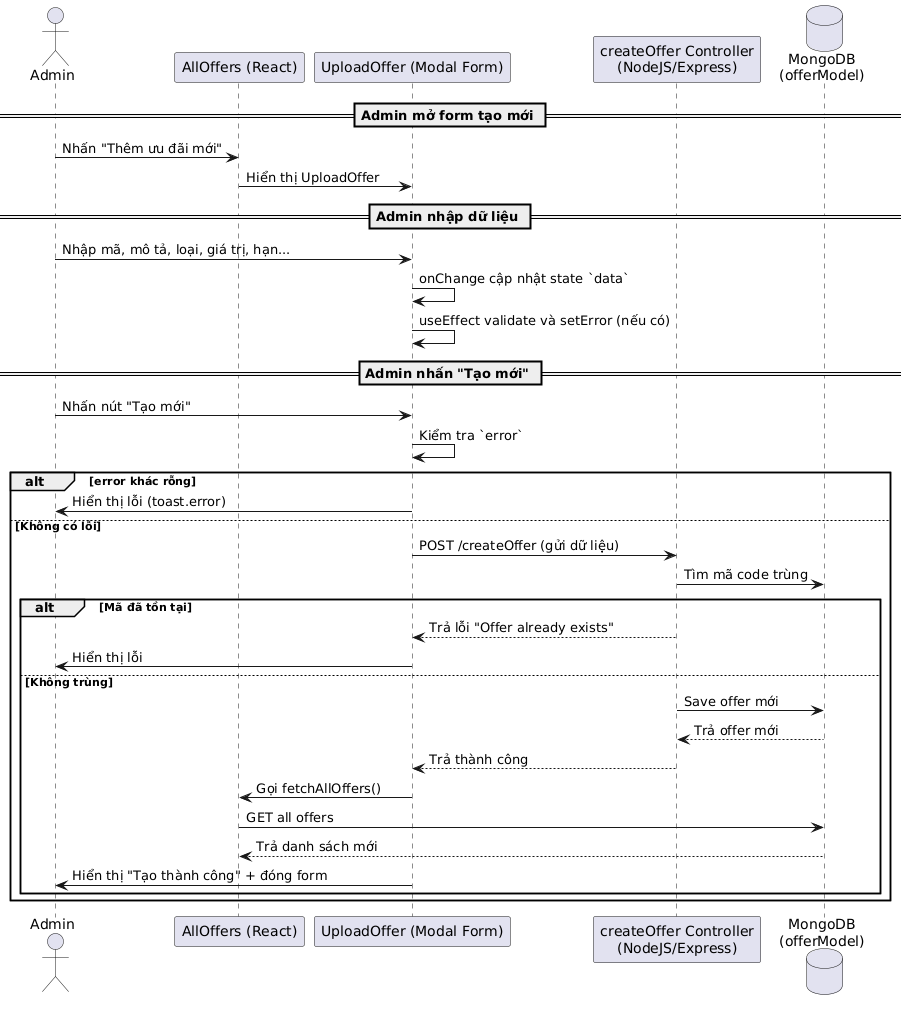 Admin
AllOffers (React)
UploadOffer (Modal Form)
createOffer Controller
(NodeJS/Express)
MongoDB
(offerModel)
Admin mở form tạo mới
Nhấn "Thêm ưu đãi mới"
Hiển thị UploadOffer
Admin nhập dữ liệu
Nhập mã, mô tả, loại, giá trị, hạn...
onChange cập nhật state `data`
useEffect validate và setError (nếu có)
Admin nhấn "Tạo mới"
Nhấn nút "Tạo mới"
Kiểm tra `error`
alt [error khác rỗng]
Hiển thị lỗi (toast.error)
[Không có lỗi]
POST /createOffer (gửi dữ liệu)
Tìm mã code trùng
alt [Mã đã tồn tại]
Trả lỗi "Offer already exists"
Hiển thị lỗi
[Không trùng]
Save offer mới
Trả offer mới
Trả thành công
Gọi fetchAllOffers()
GET all offers
Trả danh sách mới
Hiển thị "Tạo thành công" + đóng form
Admin
AllOffers (React)
UploadOffer (Modal Form)
createOffer Controller
(NodeJS/Express)
MongoDB
(offerModel)